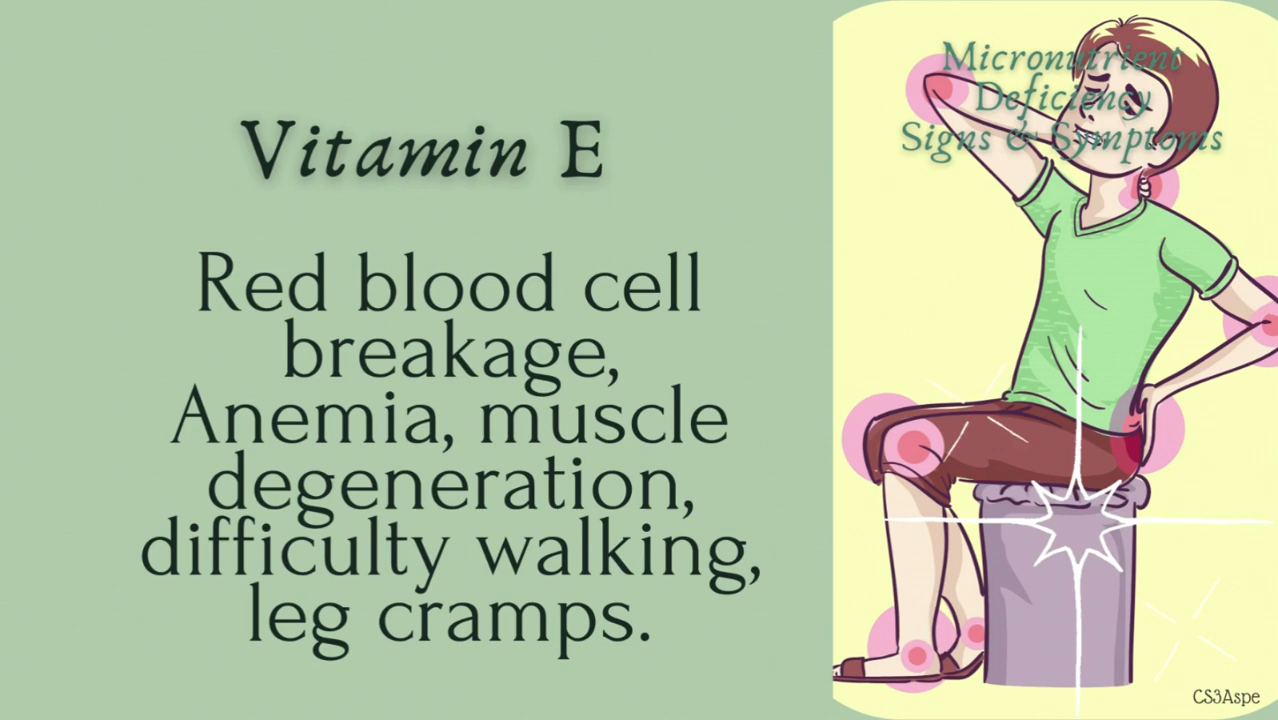 Vitamin E
Red blood cell
breakage,
Anemia, muscle
degeneration,
difficulty walking,
leg cramps.
Micronutrient
Deficiency
Signs & Symptoms
CS3Aspe